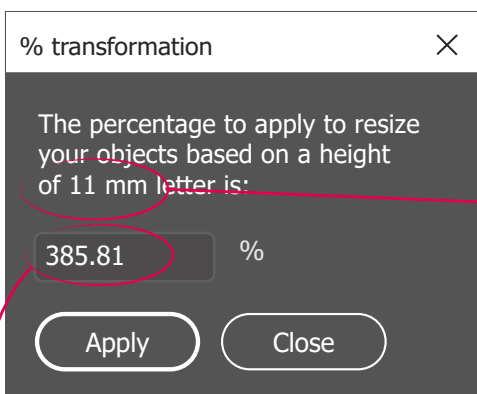 % transformation
The percentage to apply to resize
your objects based on a height
of 11 mm letter is:
385.81 %
Apply Close